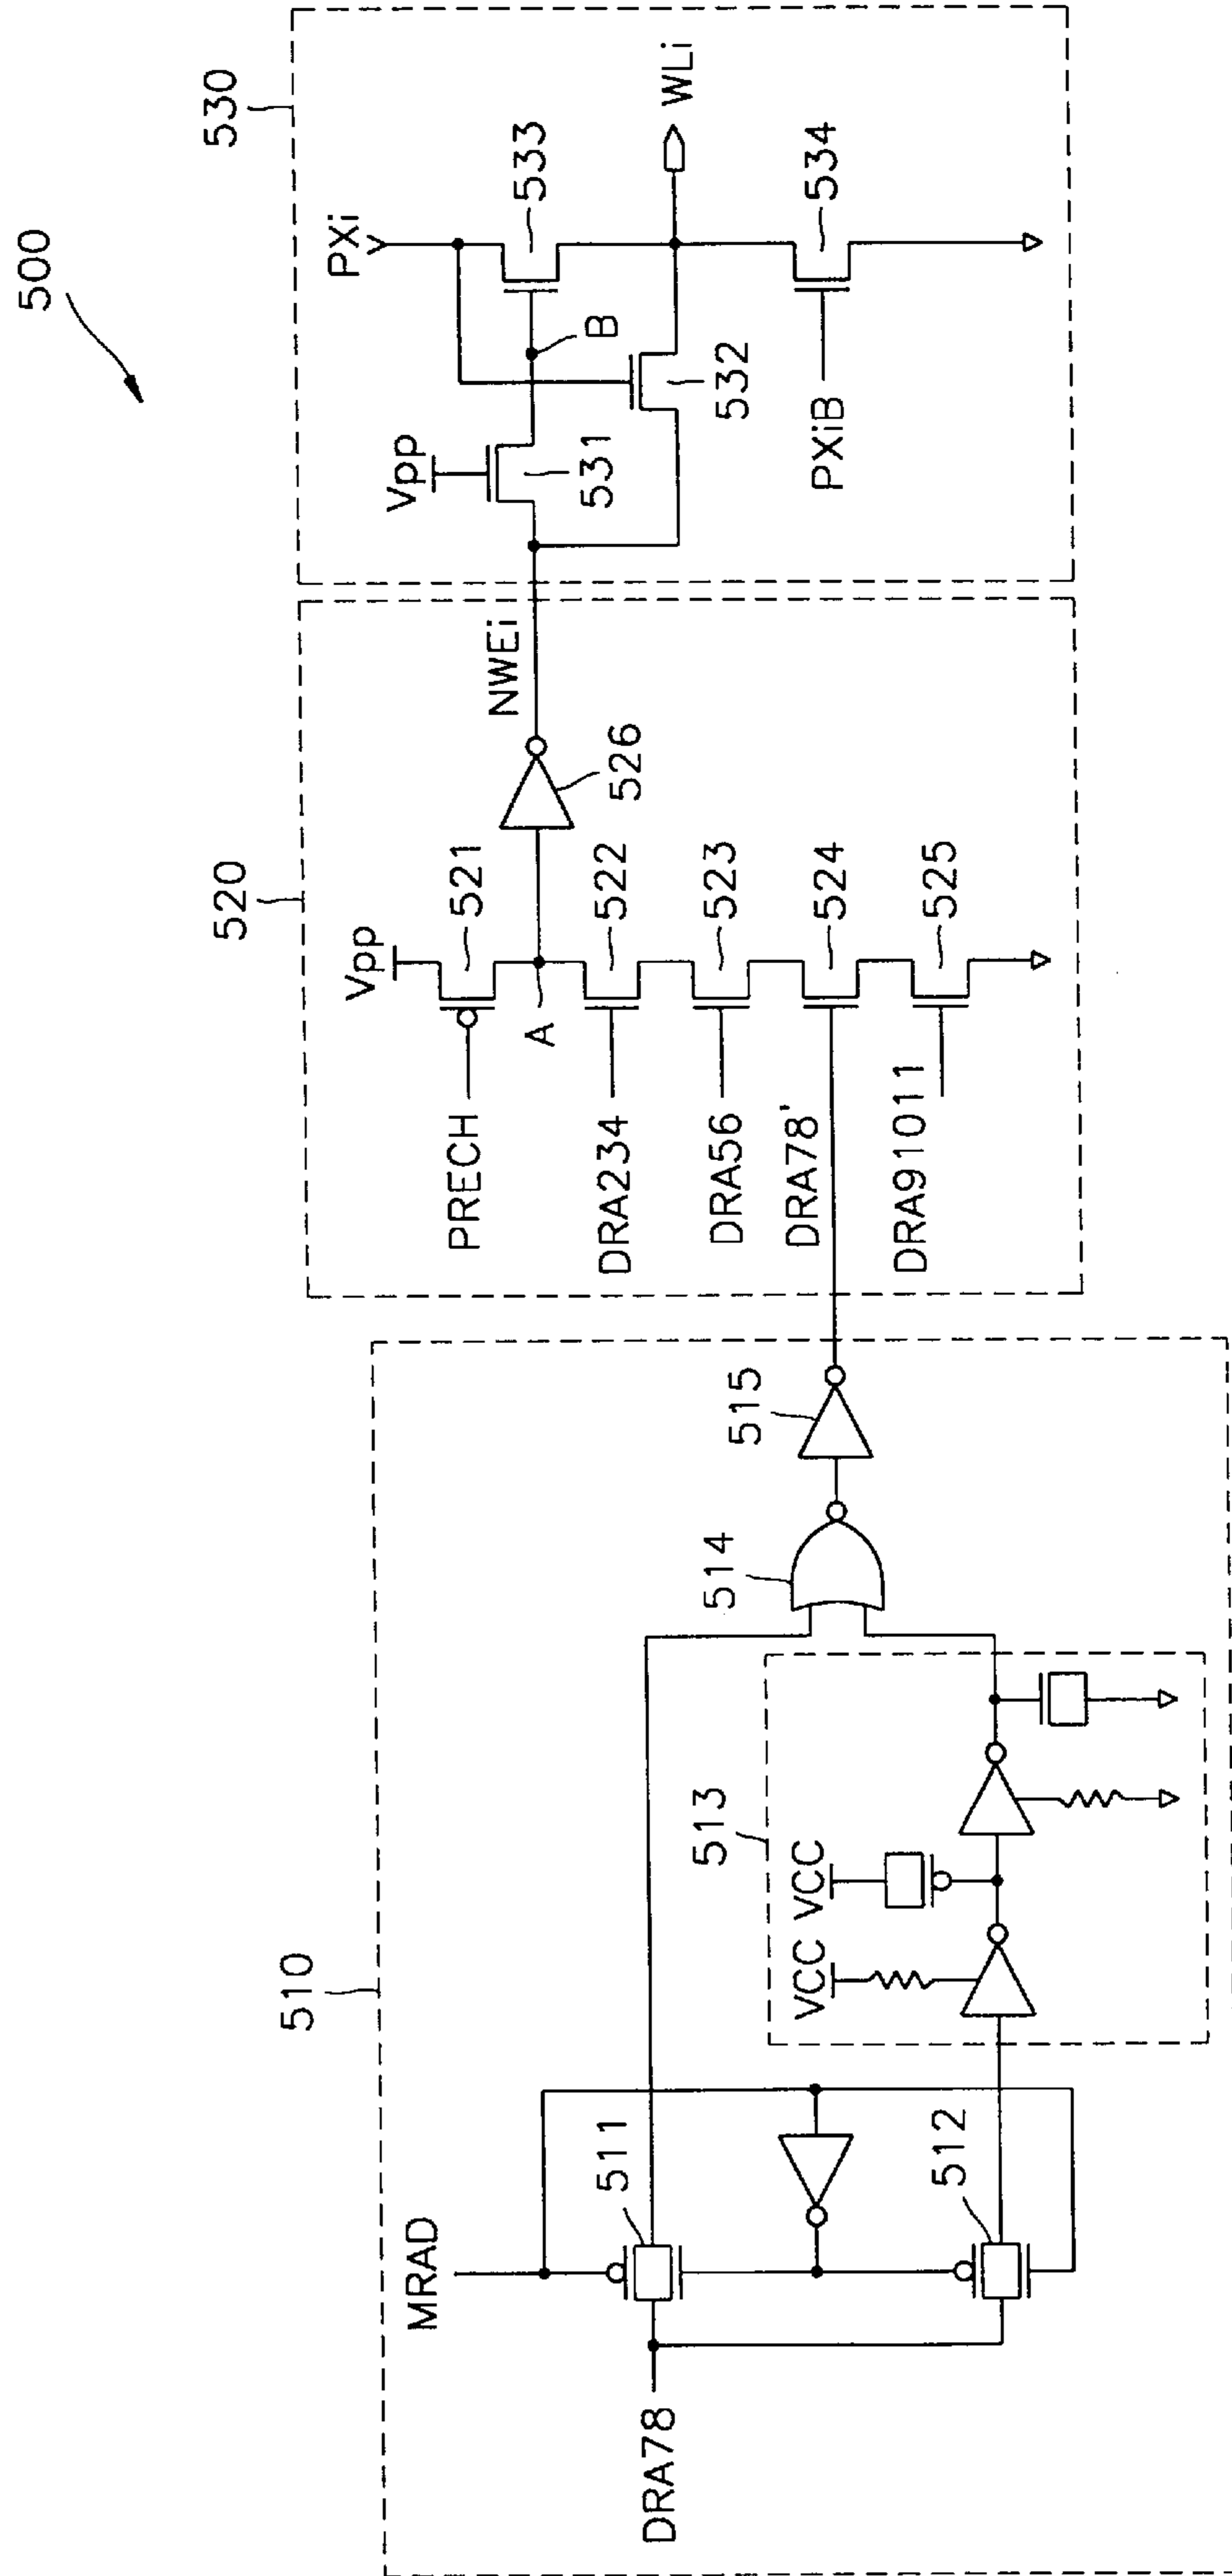 500
510
MRAD
DRA78
511
512
513
VCC
VCC
514
515
520
Vpp
PRECH
521
A
DRA234
522
DRA56
523
DRA78'
524
DRA91011
525
526
NWEi
530
PXi
Vpp
531
B
532
533
WLi
PXiB
534